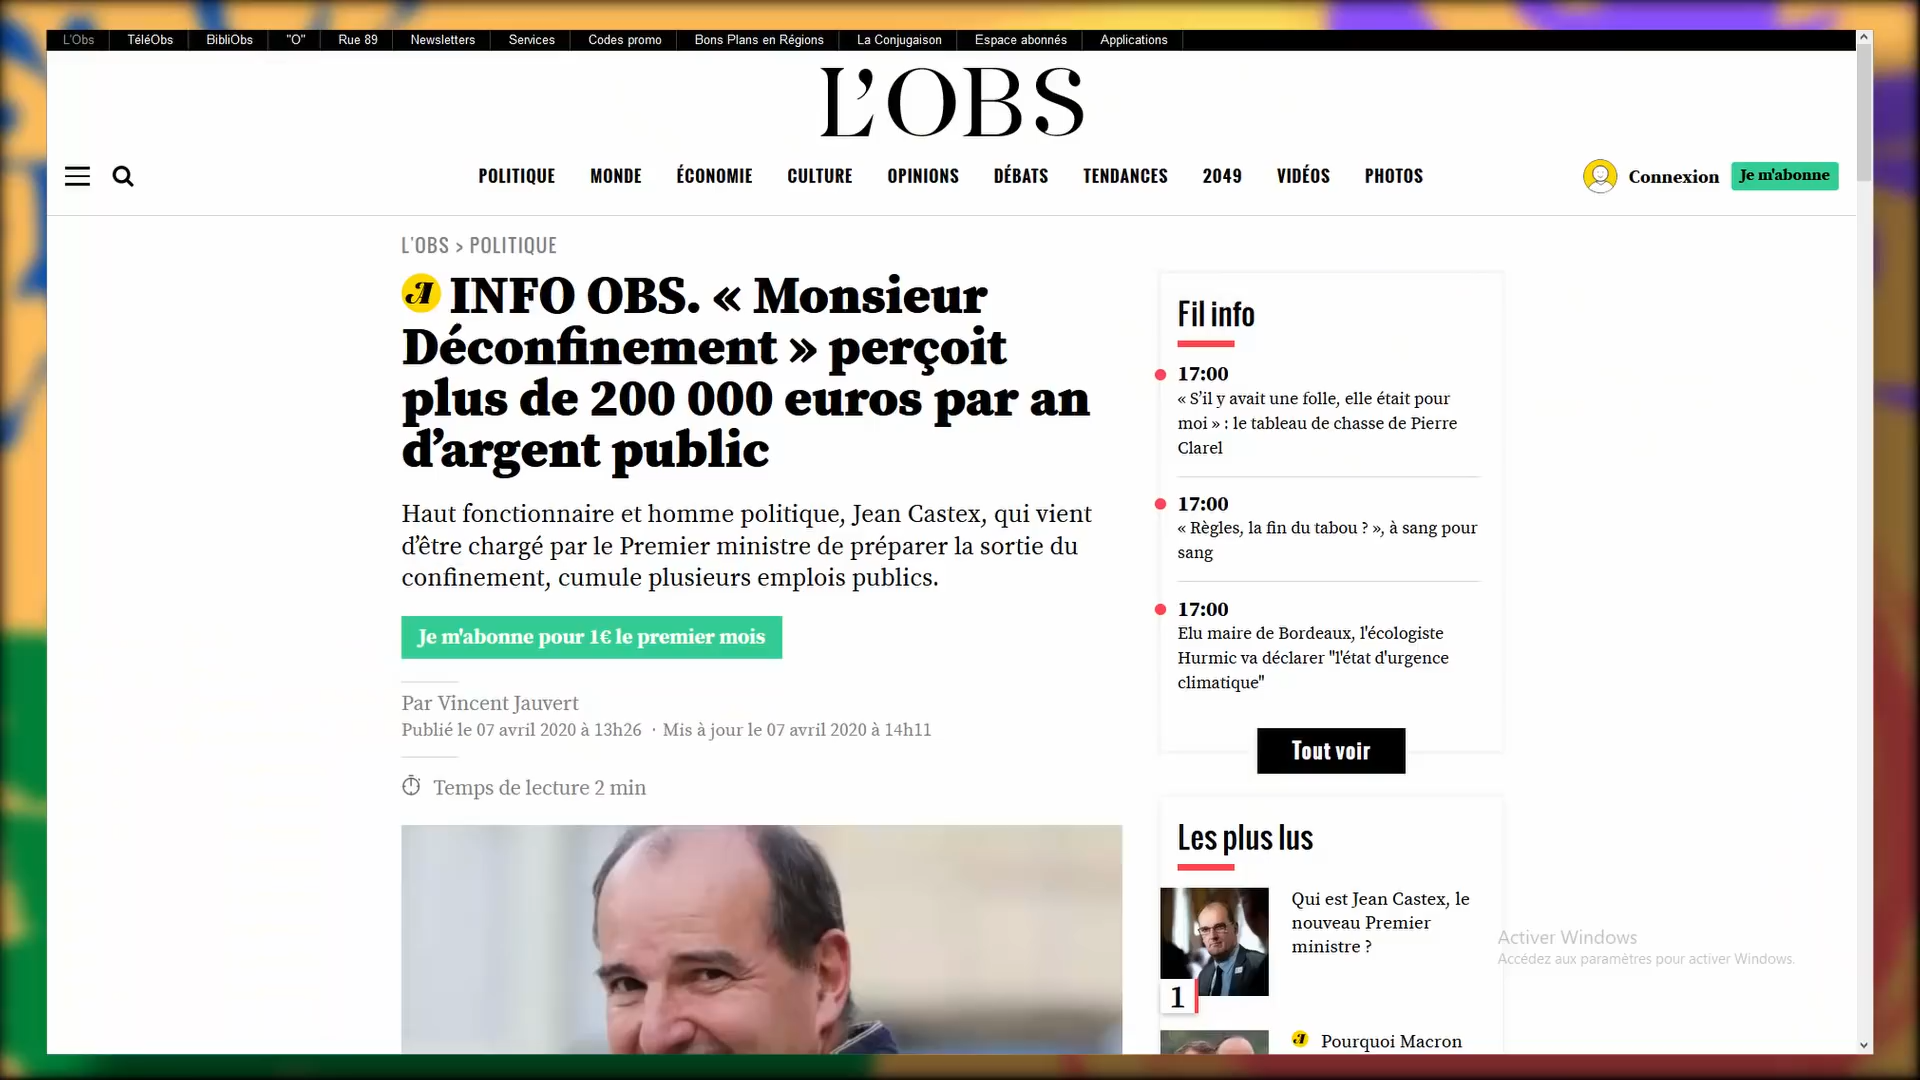 L'Obs TéléObs BibliObs "O" Rue 89 Newsletters Services Codes promo Bons Plans en Régions La Conjugaison Espace abonnés Applications
L'OBS
POLITIQUE MONDE ÉCONOMIE CULTURE OPINIONS DÉBATS TENDANCES 2049 VIDÉOS PHOTOS
Connexion Je m'abonne
L'OBS > POLITIQUE
INFO OBS. « Monsieur
Déconfinement » perçoit
plus de 200 000 euros par an
d’argent public
Haut fonctionnaire et homme politique, Jean Castex, qui vient
d’être chargé par le Premier ministre de préparer la sortie du
confinement, cumule plusieurs emplois publics.
Je m'abonne pour 1€ le premier mois
Par Vincent Jauvert
Publié le 07 avril 2020 à 13h26 · Mis à jour le 07 avril 2020 à 14h11
Temps de lecture 2 min
Fil info
17:00
« S’il y avait une folle, elle était pour
moi » : le tableau de chasse de Pierre
Clarel
17:00
« Règles, la fin du tabou ? », à sang pour
sang
17:00
Elu maire de Bordeaux, l'écologiste
Hurmic va déclarer "l'état d'urgence
climatique"
Tout voir
Les plus lus
1
Qui est Jean Castex, le
nouveau Premier
ministre ?
Pourquoi Macron
Activer Windows
Accédez aux paramètres pour activer Windows.